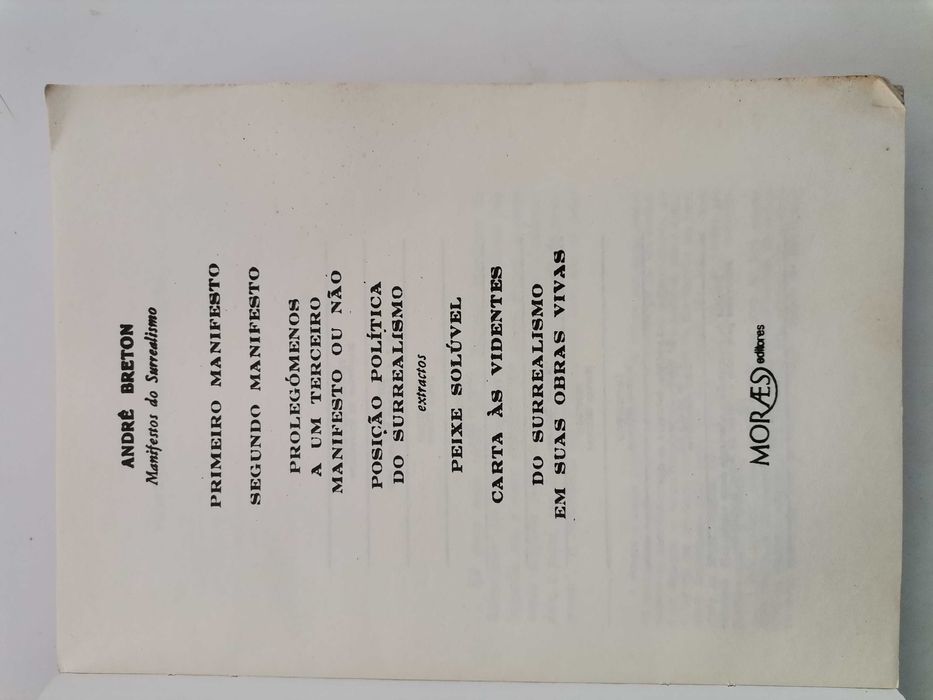 ANDRÉ BRETON
Manifestos do Surrealismo
PRIMEIRO MANIFESTO
SEGUNDO MANIFESTO
PROLEGÓMENOS
A UM TERCEIRO
MANIFESTO OU NÃO
POSIÇÃO POLÍTICA
DO SURREALISMO
extractos
PEIXE SOLÚVEL
CARTA ÀS VIDENTES
DO SURREALISMO
EM SUAS OBRAS VIVAS
MORÆS editores